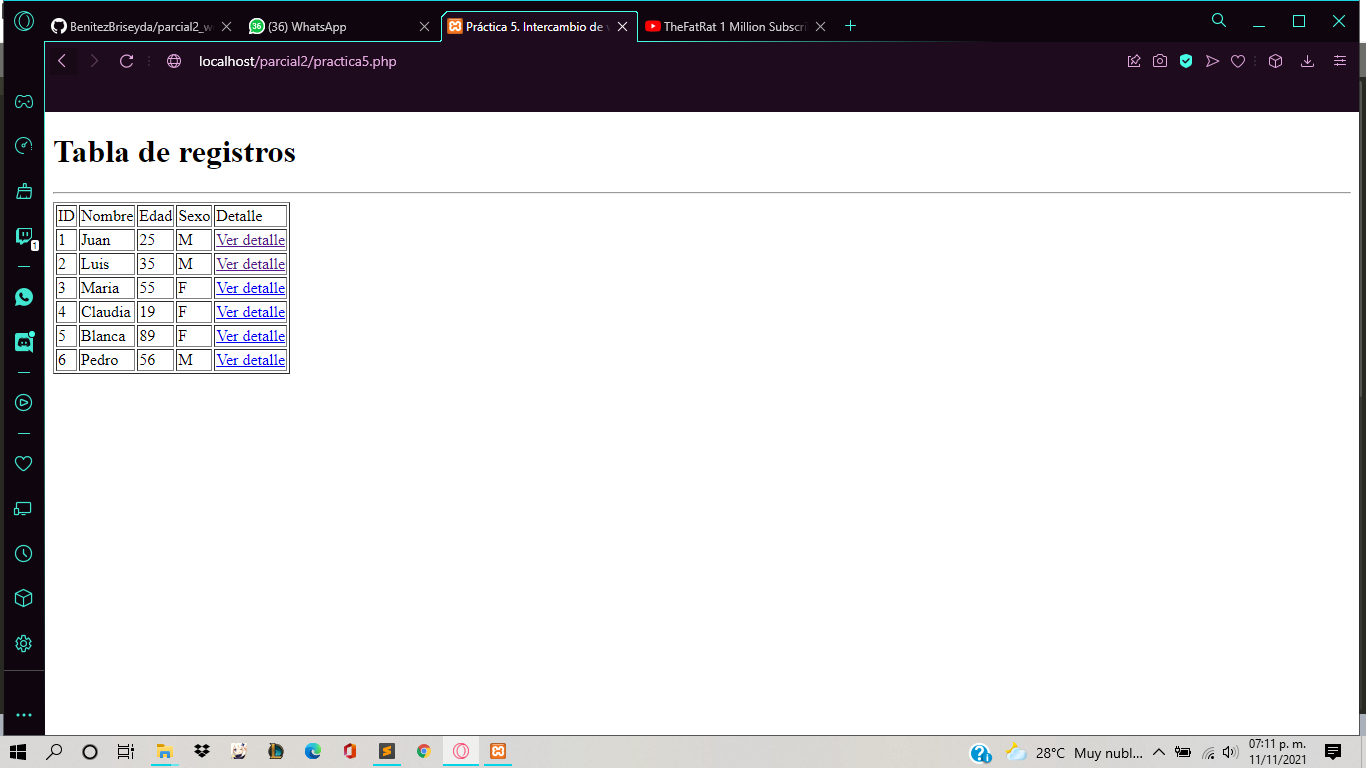 BenitezBriseyda/parcial2_w
36 (36) WhatsApp
Práctica 5. Intercambio de v
TheFatRat 1 Million Subscri
localhost/parcial2/practica5.php
1
Tabla de registros
ID Nombre Edad Sexo Detalle
1 Juan 25 M Ver detalle
2 Luis 35 M Ver detalle
3 Maria 55 F Ver detalle
4 Claudia 19 F Ver detalle
5 Blanca 89 F Ver detalle
6 Pedro 56 M Ver detalle
28°C Muy nubl...
07:11 p. m.
11/11/2021